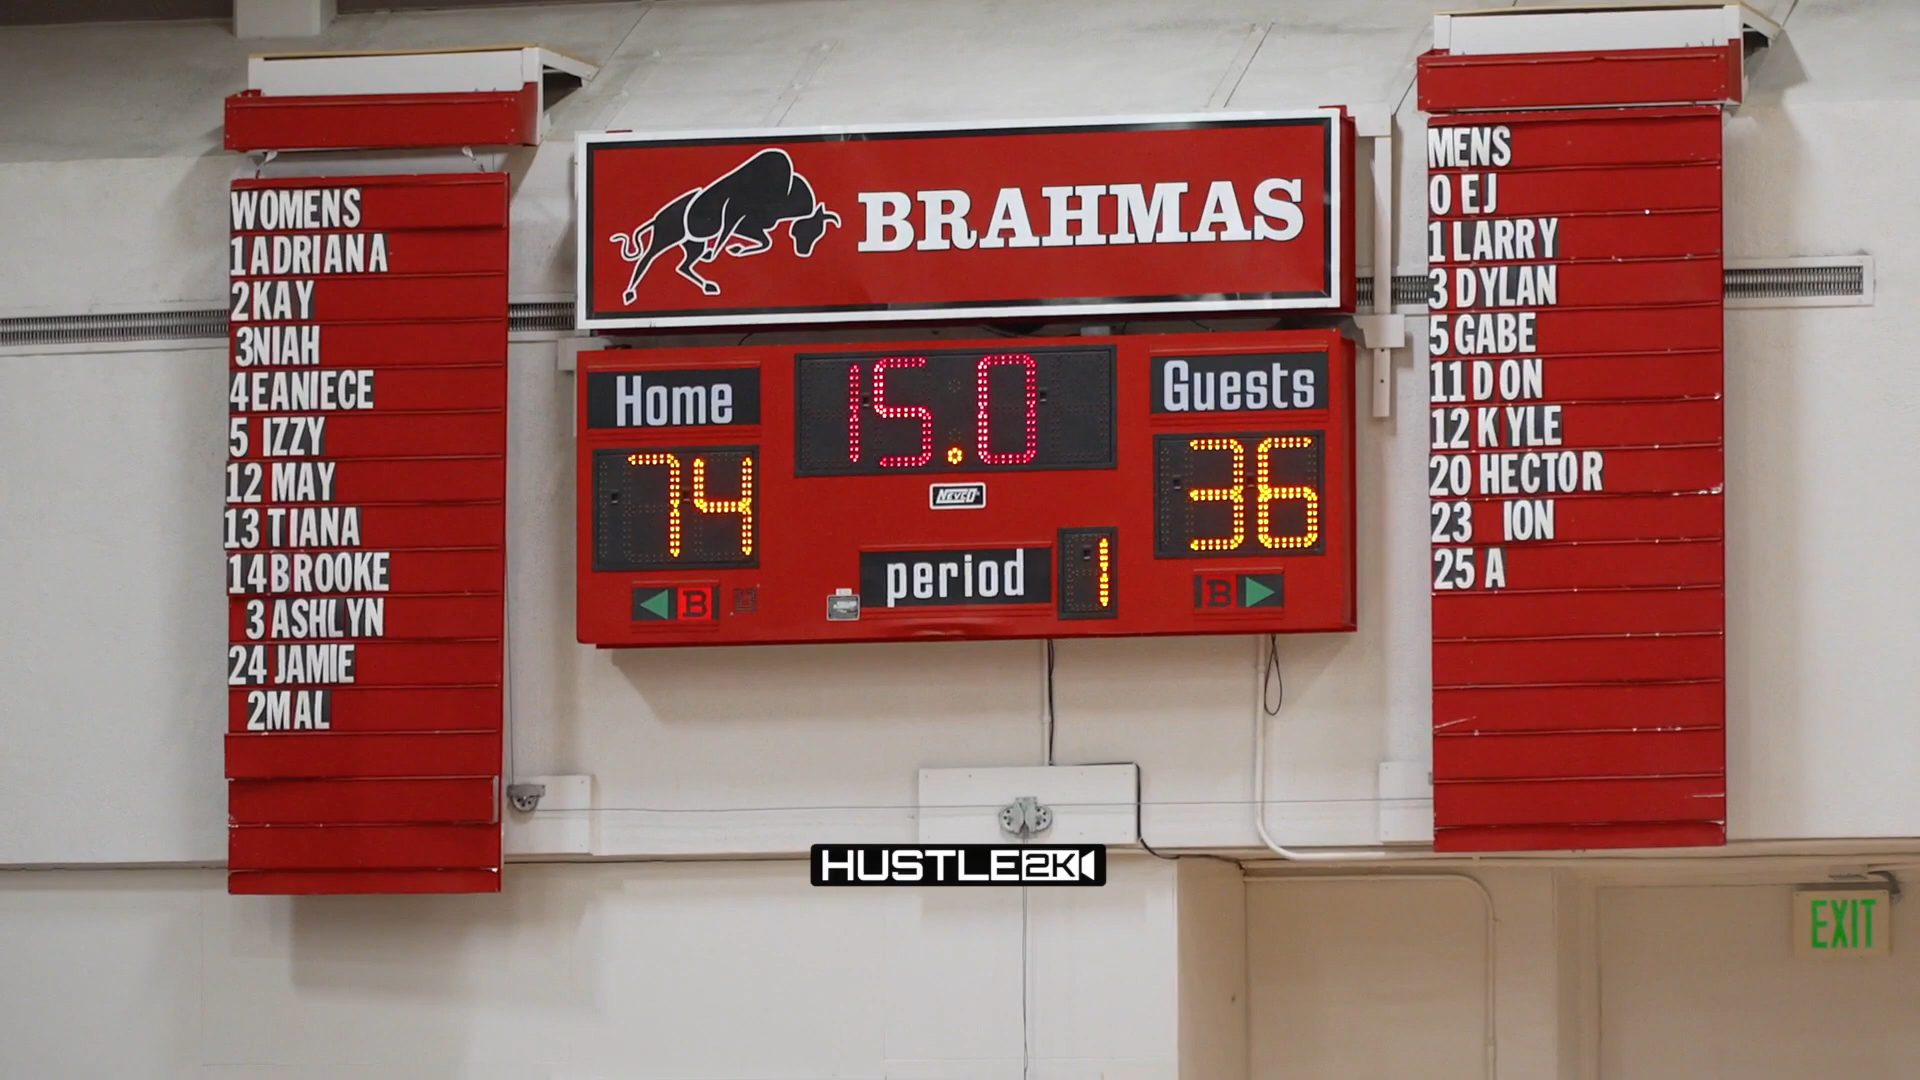 WOMENS
1 ADRIANA
2 KAY
3 NIAH
4 EANIECE
5 IZZY
12 MAY
13 TIANA
14 BROOKE
3 ASHLYN
24 JAMIE
2 MAL
BRAHMAS
Home
15.0
Guests
74
36
NEVCO
period 1
B
B
MENS
0 EJ
1 LARRY
3 DYLAN
5 GABE
11 DON
12 KYLE
20 HECTOR
23 ION
25 A
HUSTLE2K
EXIT